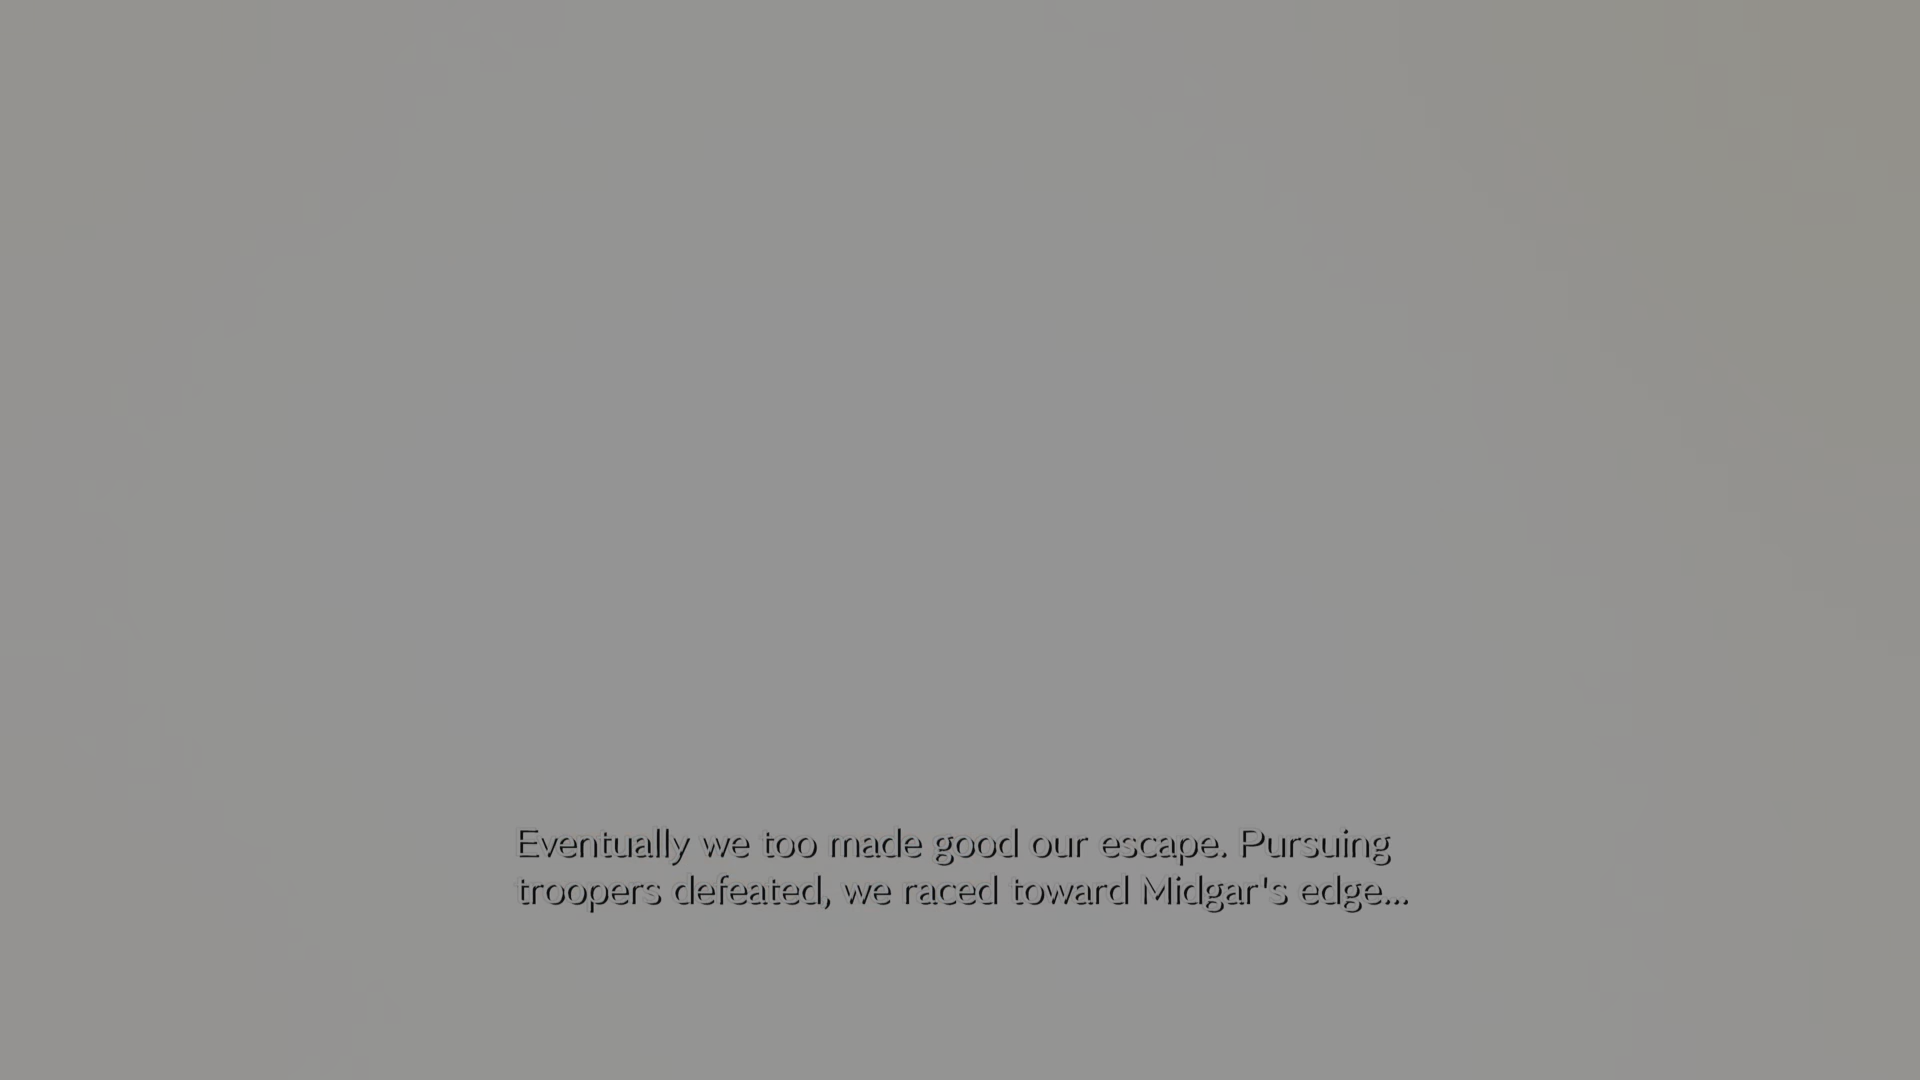 Eventually we too made good our escape. Pursuing
troopers defeated, we raced toward Midgar's edge...